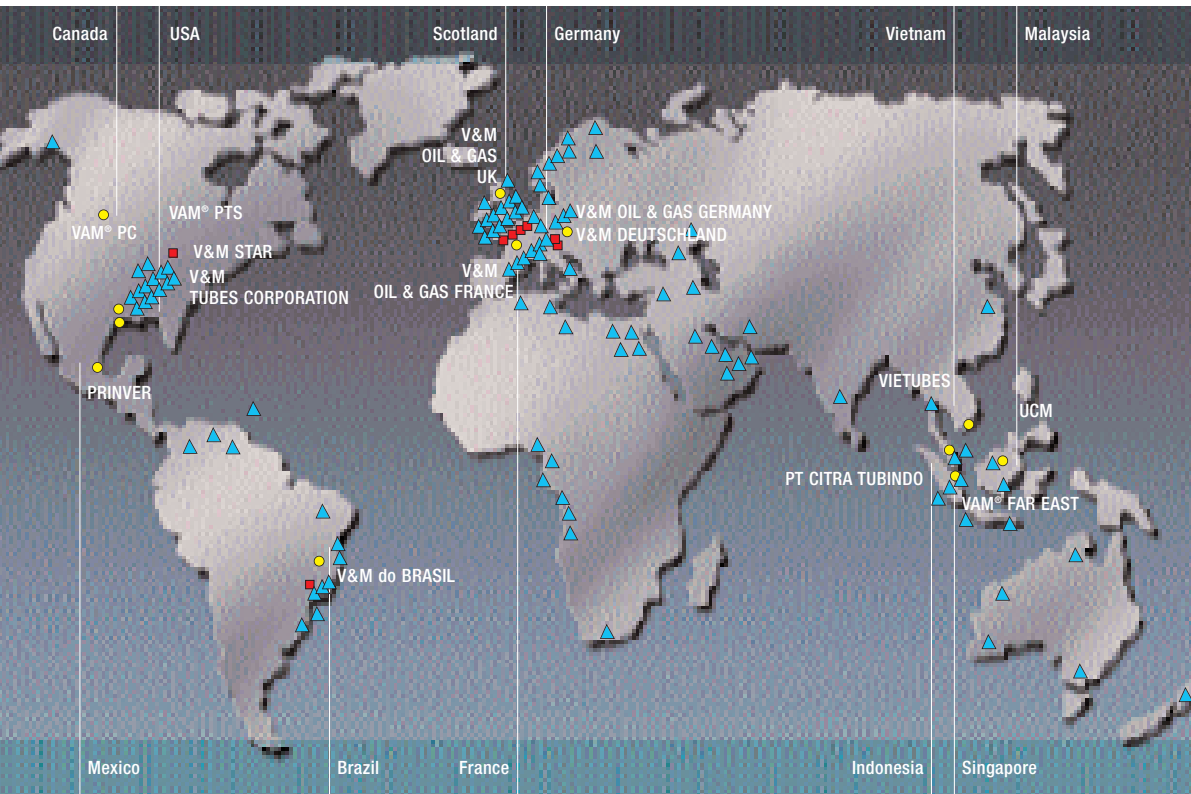 Canada
USA
Scotland
Germany
Vietnam
Malaysia
V&M
OIL & GAS
UK
VAM® PTS
VAM® PC
V&M OIL & GAS GERMANY
V&M DEUTSCHLAND
V&M STAR
V&M
TUBES CORPORATION
V&M
OIL & GAS FRANCE
PRINVER
VIETUBES
UCM
PT CITRA TUBINDO
VAM® FAR EAST
V&M do BRASIL
Mexico
Brazil
France
Indonesia
Singapore